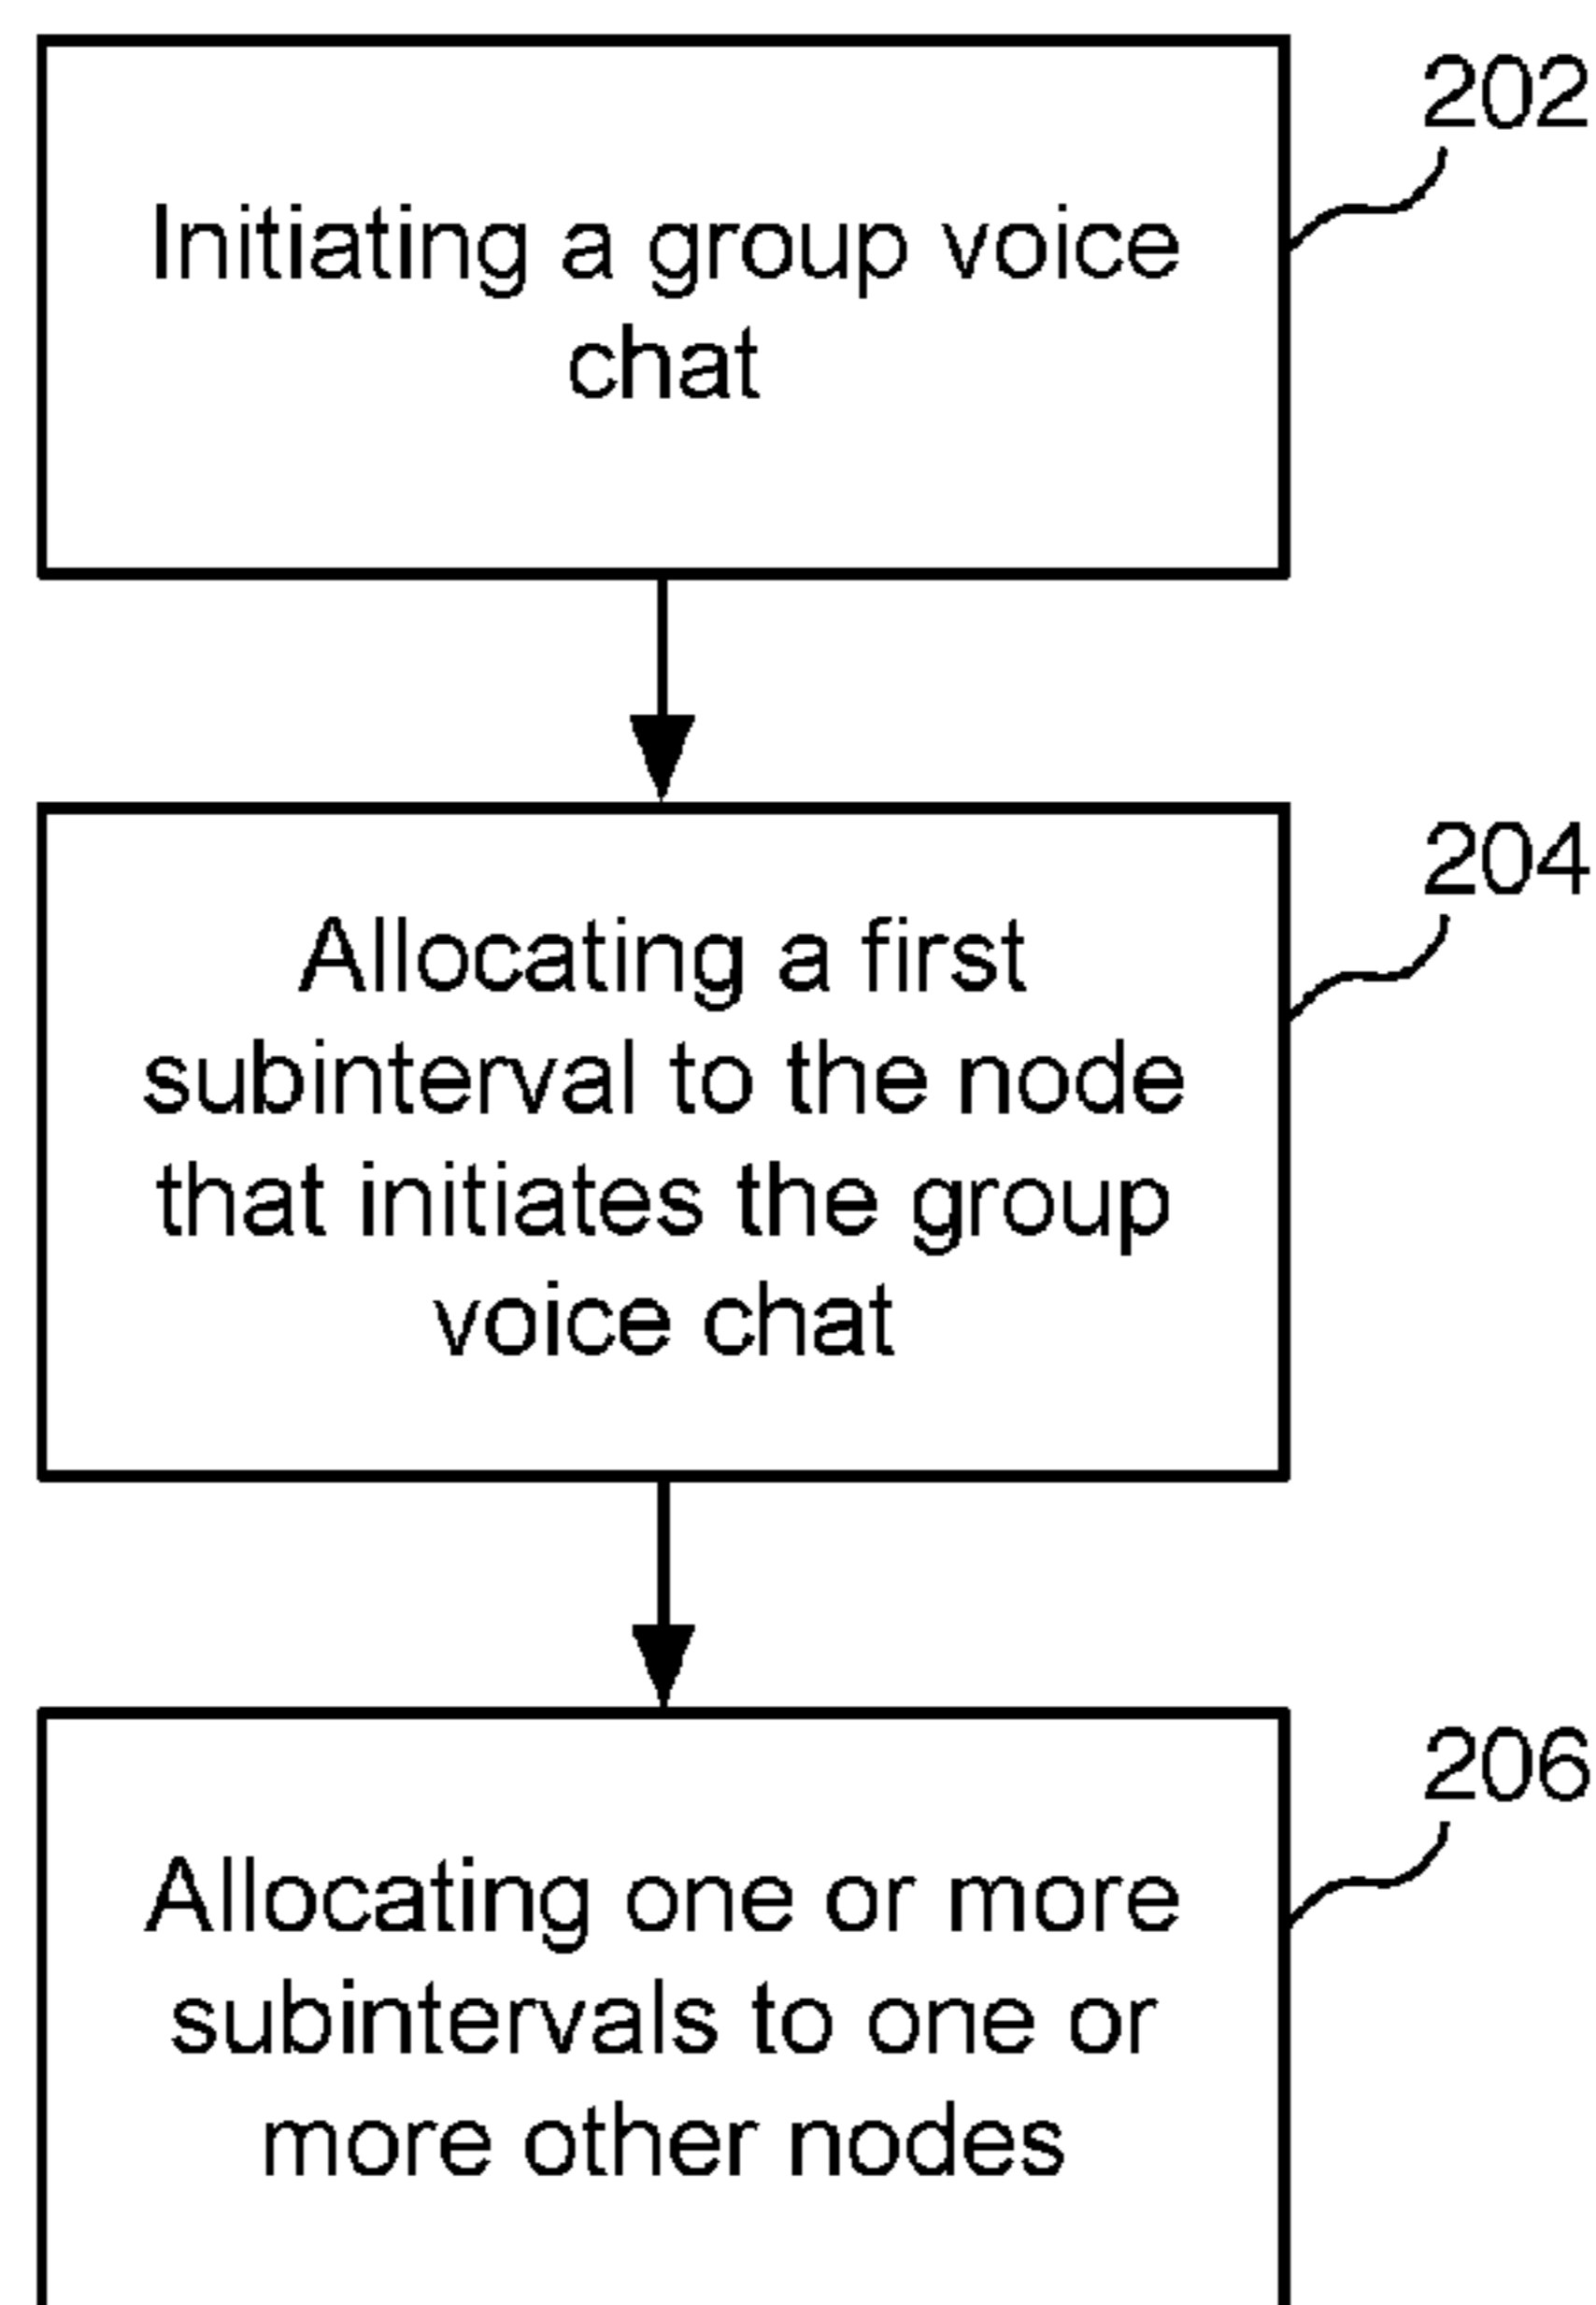 202
Initiating a group voice
chat
204
Allocating a first
subinterval to the node
that initiates the group
voice chat
206
Allocating one or more
subintervals to one or
more other nodes